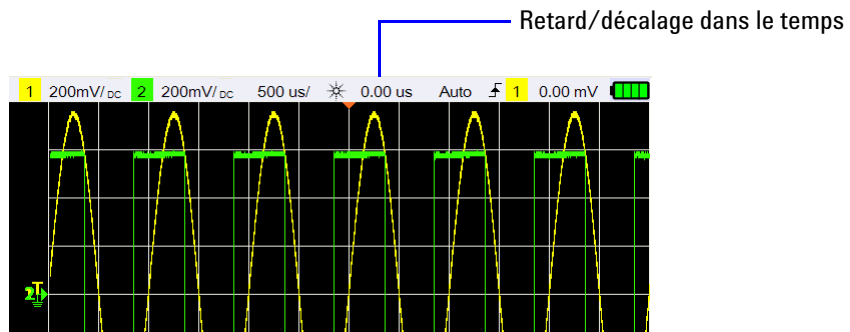 Retard/décalage dans le temps
1 200mV/ DC 2 200mV/ DC 500 us/ 0.00 us Auto 1 0.00 mV
2 T